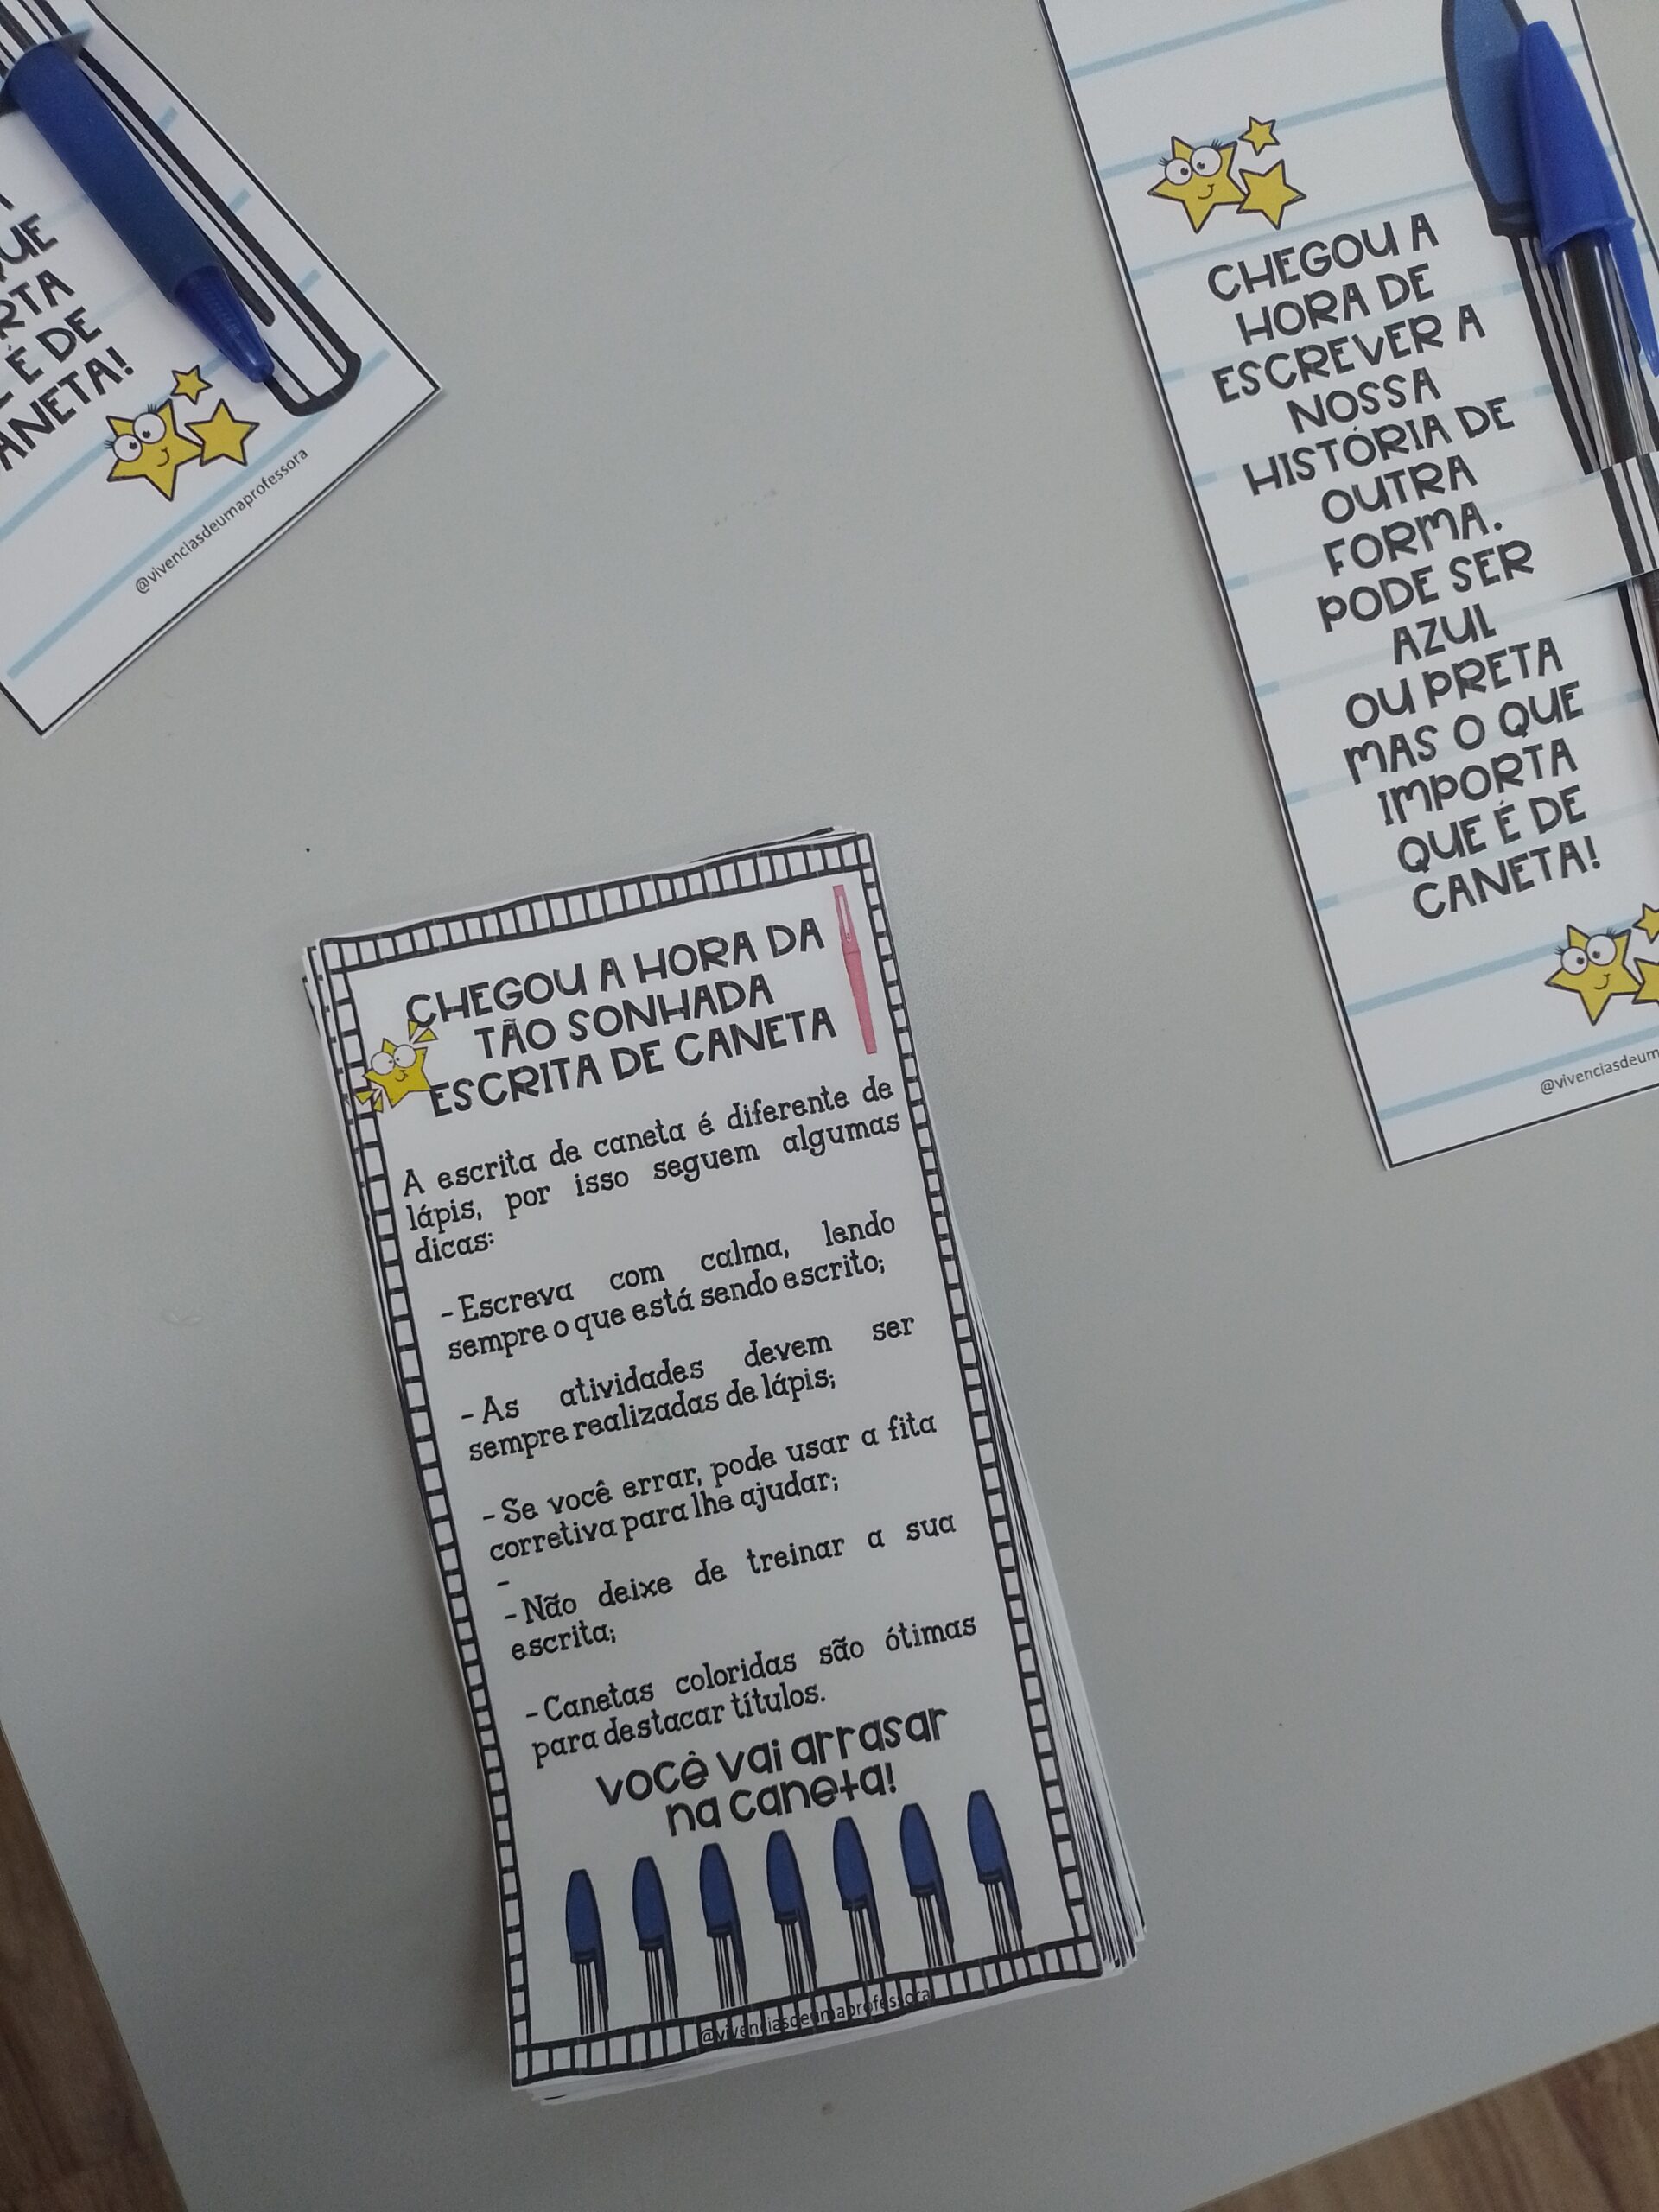 UE
RTA
É DE
ANETA!
@vivenciasdeumaprofessora
CHEGOU A
HORA DE
ESCREVER A
NOSSA
HISTÓRIA DE
OUTRA
FORMA.
PODE SER
AZUL
OU PRETA
MAS O QUE
IMPORTA
QUE É DE
CANETA!
@vivenciasdeum
CHEGOU A HORA DA
TÃO SONHADA
ESCRITA DE CANETA
A escrita de caneta é diferente de
lápis, por isso seguem algumas
dicas:
- Escreva com calma, lendo
sempre o que está sendo escrito;
- As atividades devem ser
sempre realizadas de lápis;
- Se você errar, pode usar a fita
corretiva para lhe ajudar;
-
- Não deixe de treinar a sua
escrita;
- Canetas coloridas são ótimas
para destacar títulos.
você vai arrasar
na caneta!
@vivenciasdeumaprofessora